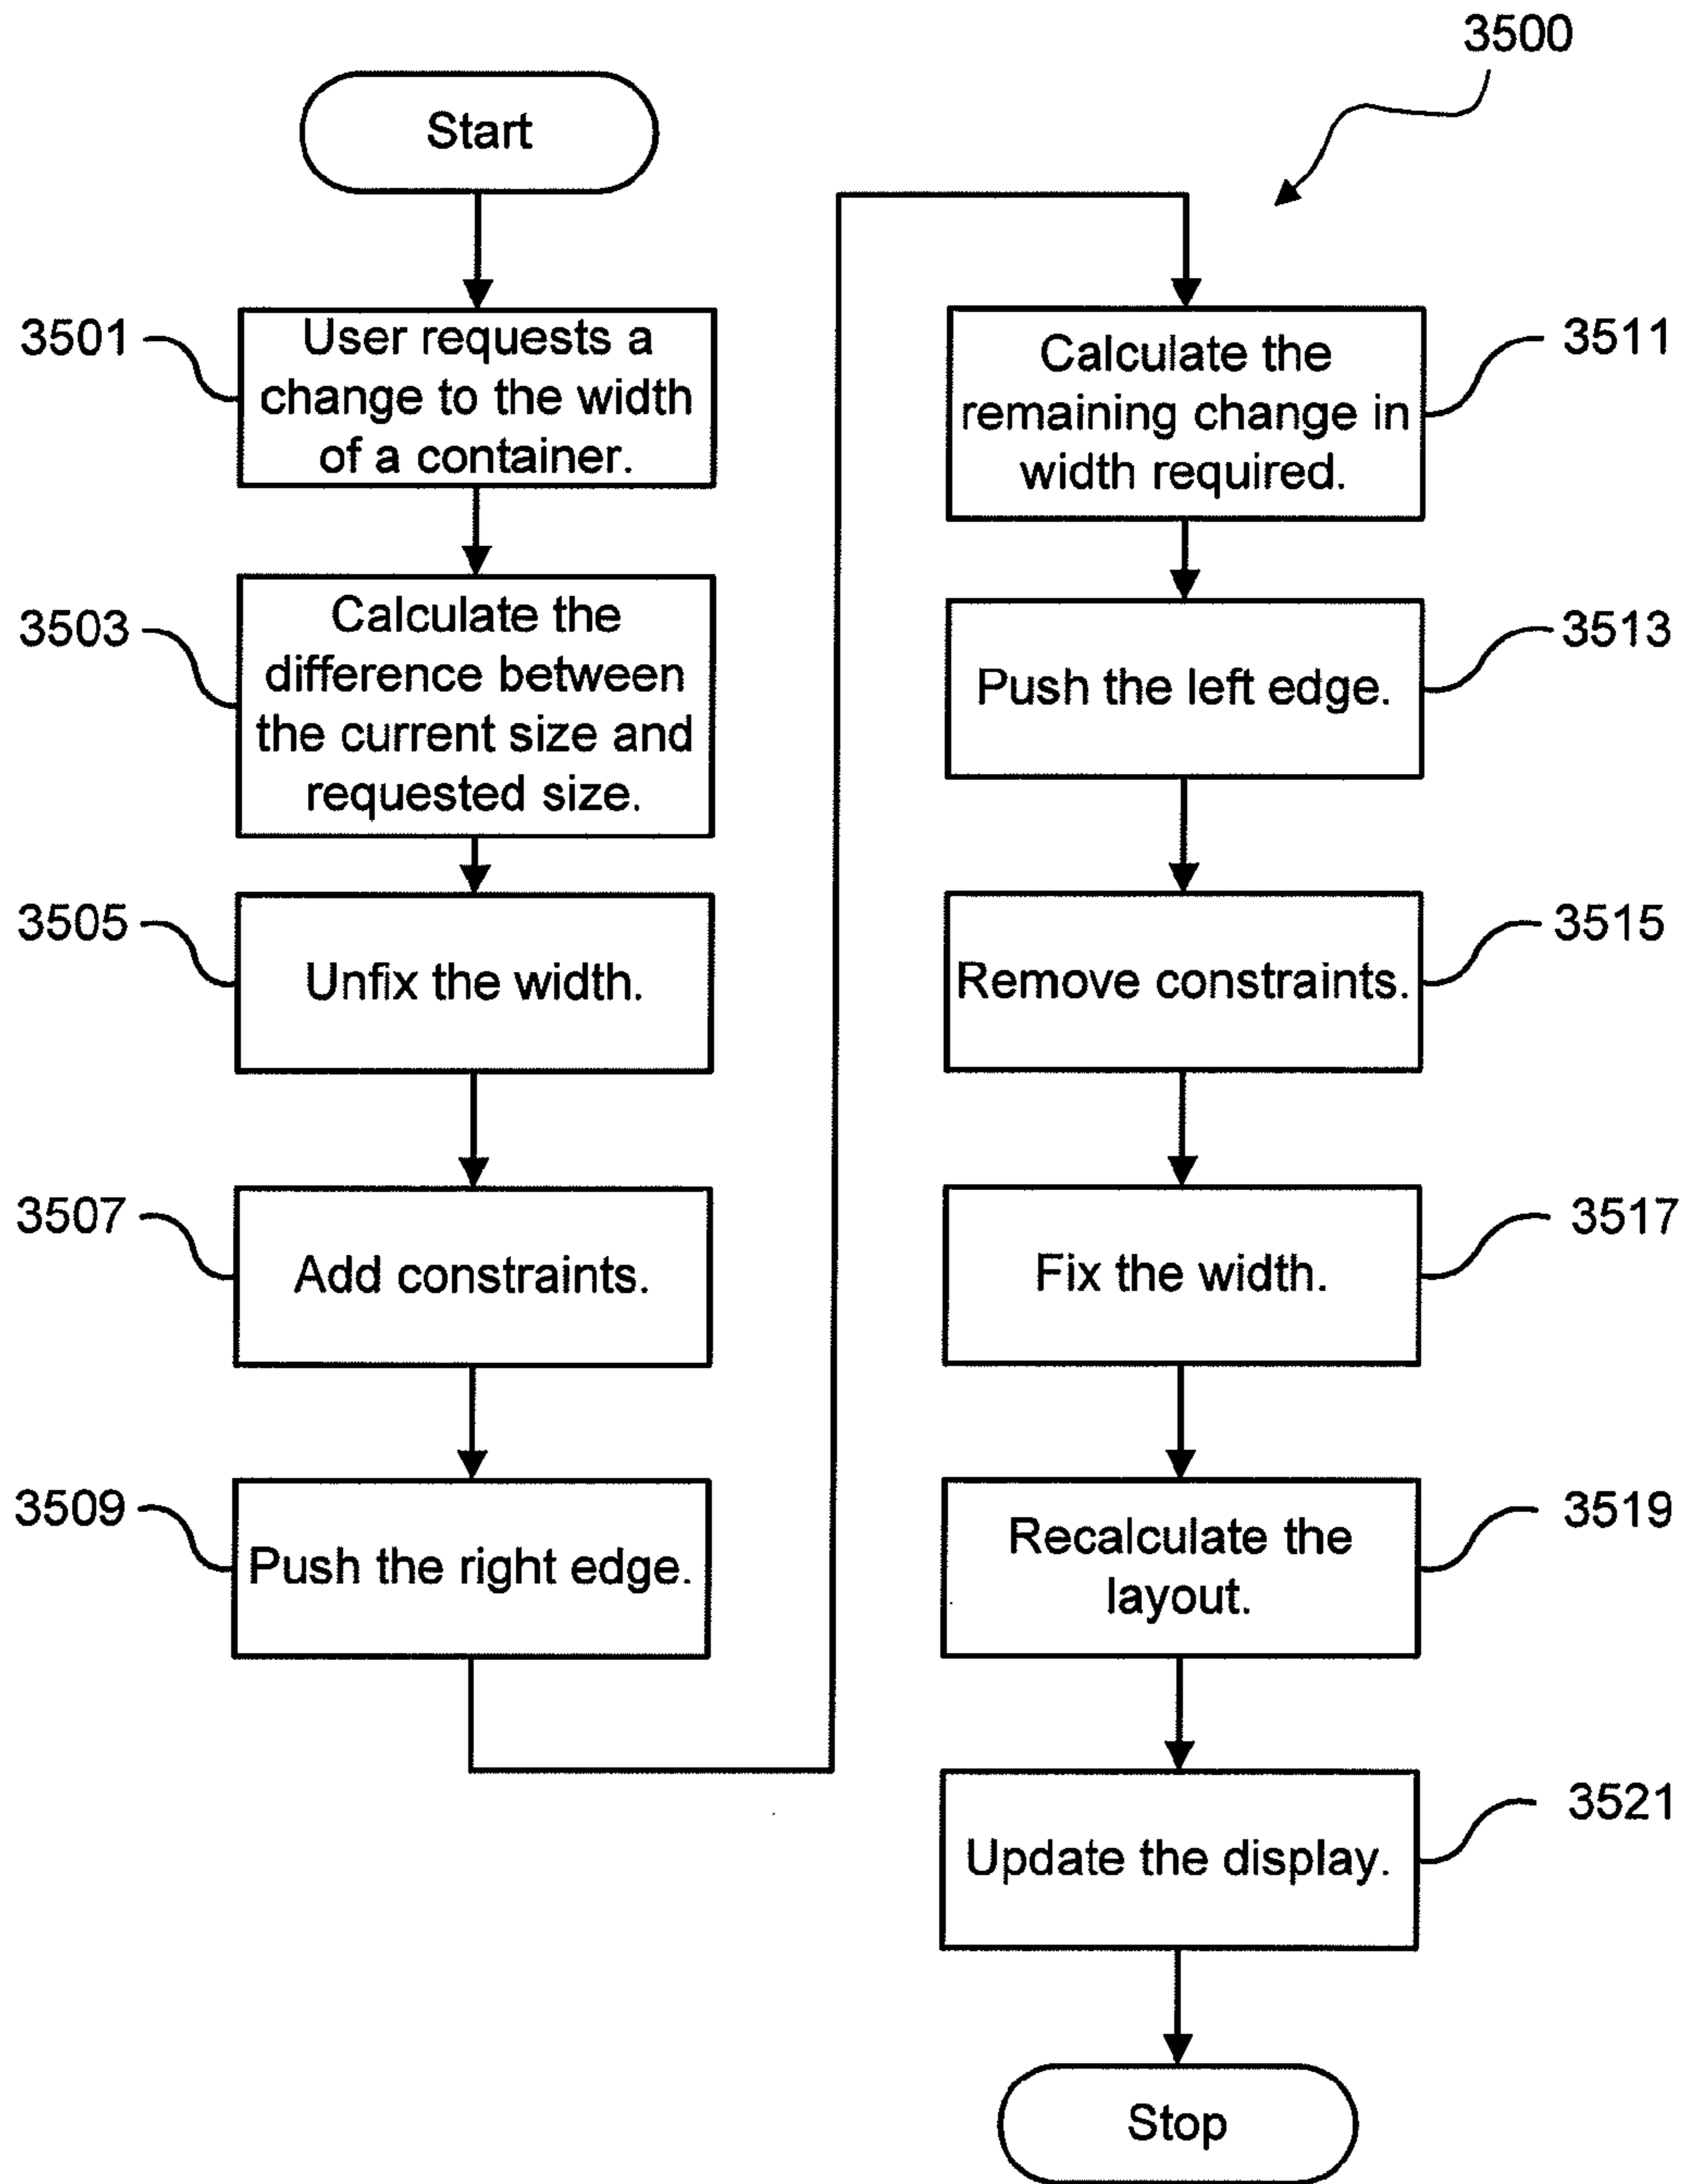 3500
Start
3501
User requests a
change to the width
of a container.
3503
Calculate the
difference between
the current size and
requested size.
3505
Unfix the width.
3507
Add constraints.
3509
Push the right edge.
3511
Calculate the
remaining change in
width required.
3513
Push the left edge.
3515
Remove constraints.
3517
Fix the width.
3519
Recalculate the
layout.
3521
Update the display.
Stop